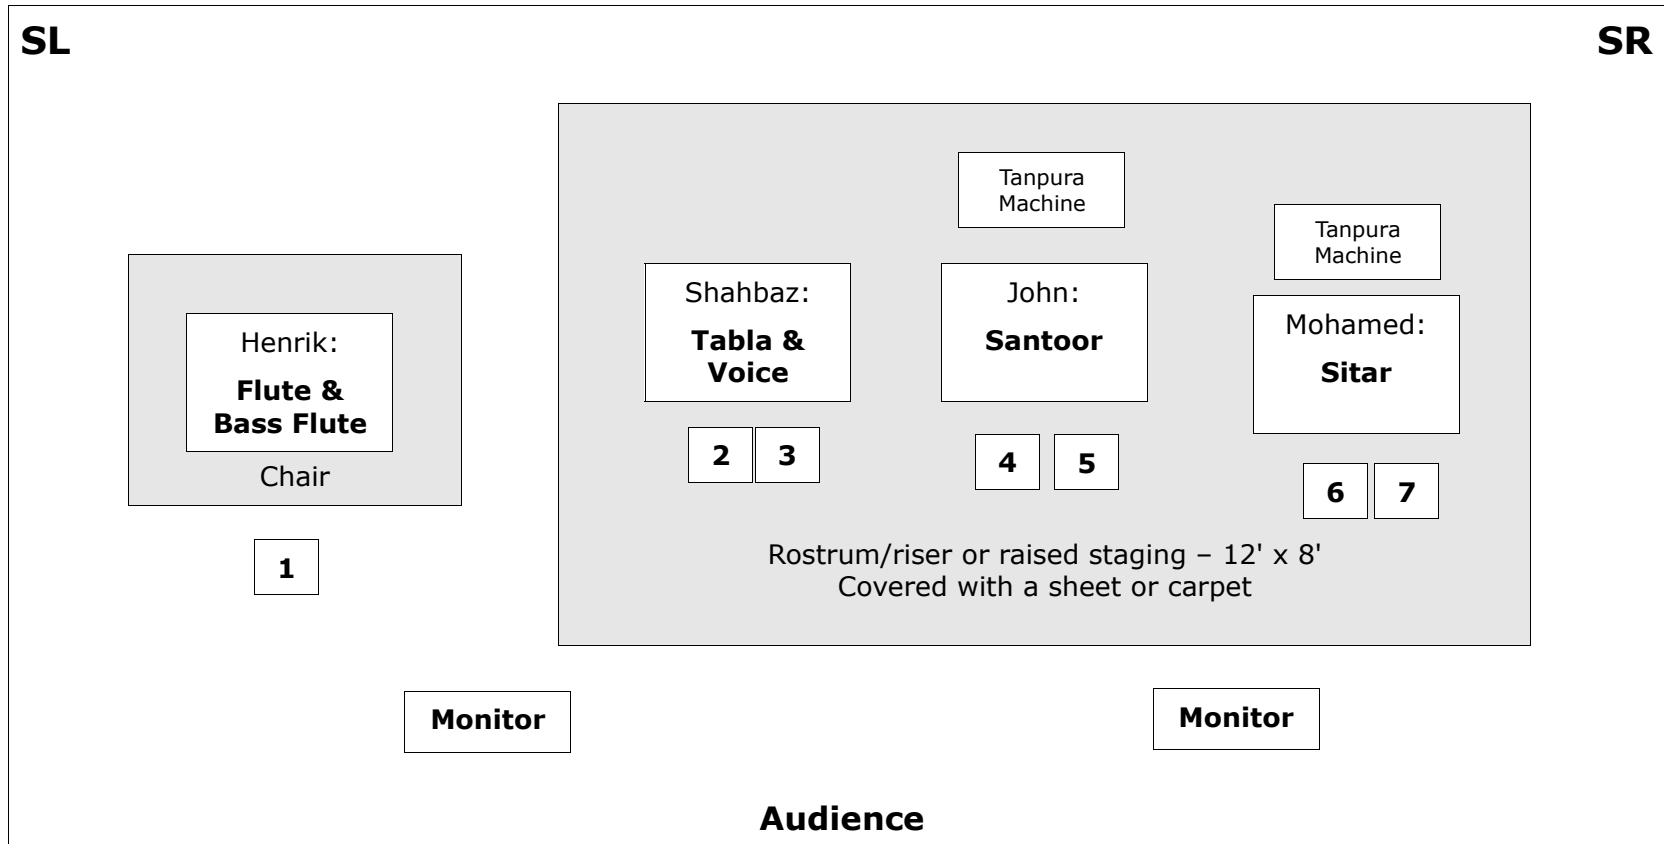 SL
SR
Tanpura
Machine
Tanpura
Machine
Henrik:
Flute &
Bass Flute
Chair
Shahbaz:
Tabla &
Voice
John:
Santoor
Mohamed:
Sitar
1
2
3
4
5
6
7
Rostrum/riser or raised staging – 12' x 8'
Covered with a sheet or carpet
Monitor
Monitor
Audience